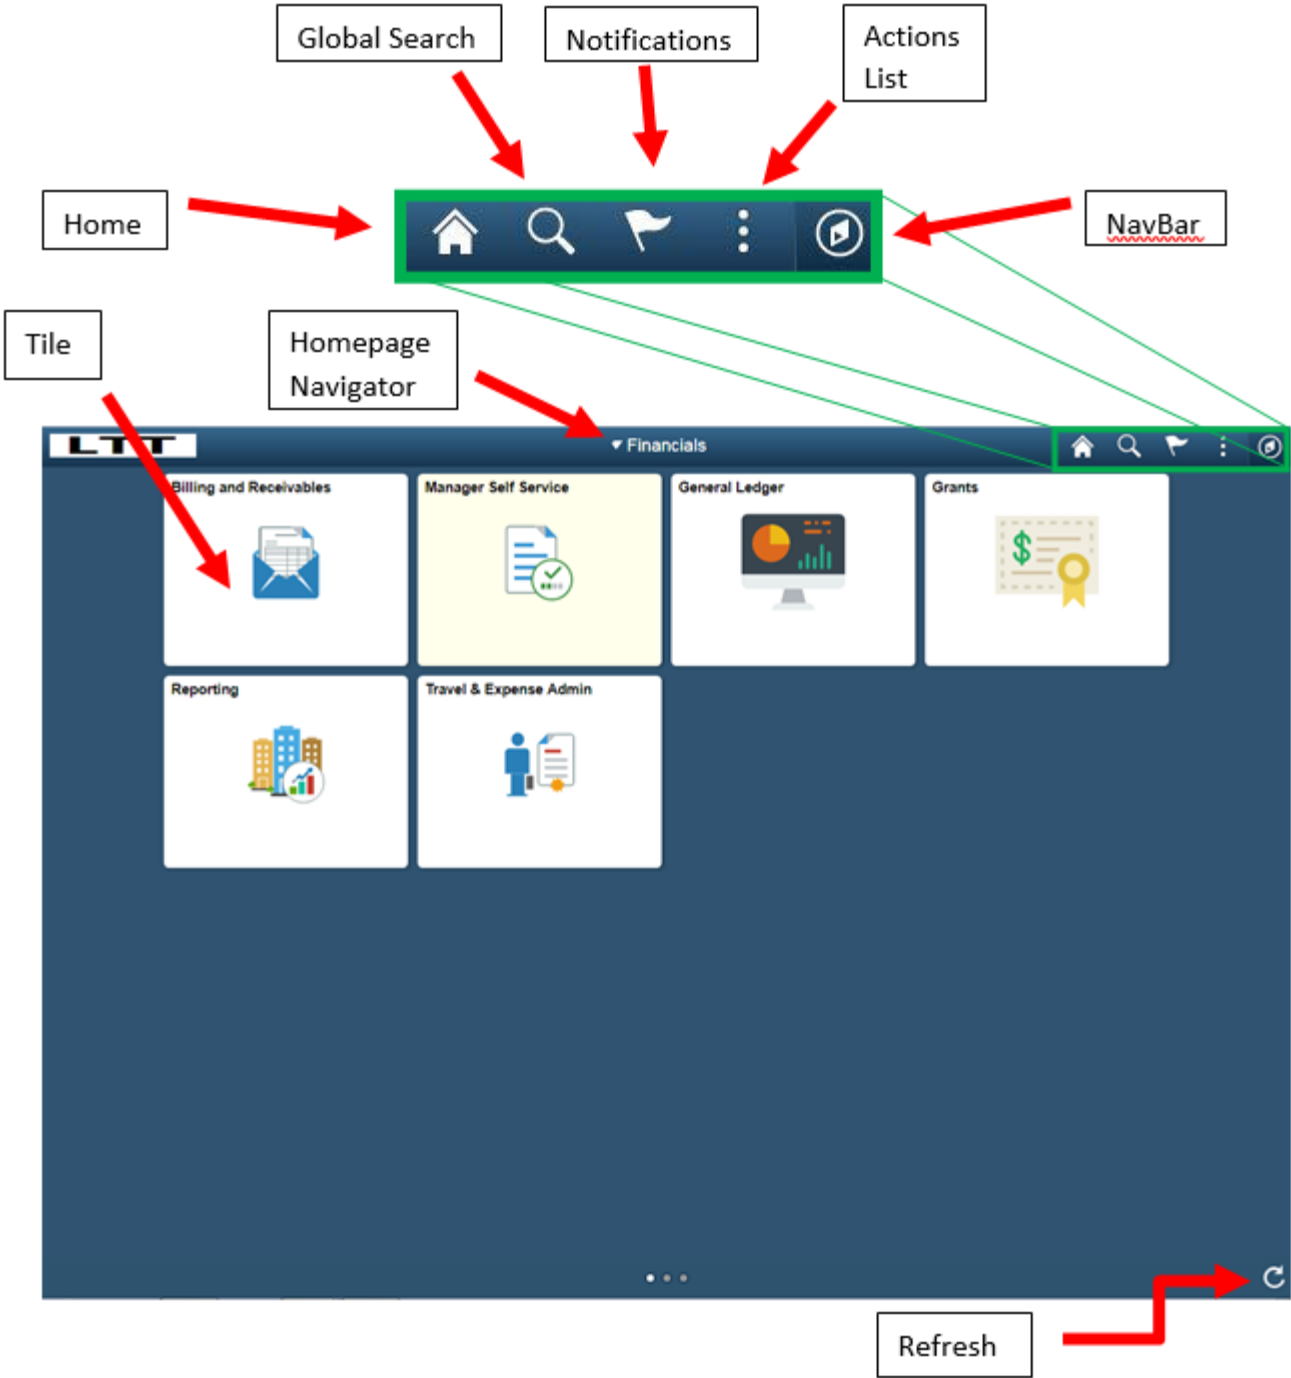 Global Search
Notifications
Actions
List
Home
NavBar
Tile
Homepage
Navigator
LTT
Financials
Billing and Receivables
Manager Self Service
General Ledger
Grants
$
Reporting
Travel & Expense Admin
Refresh